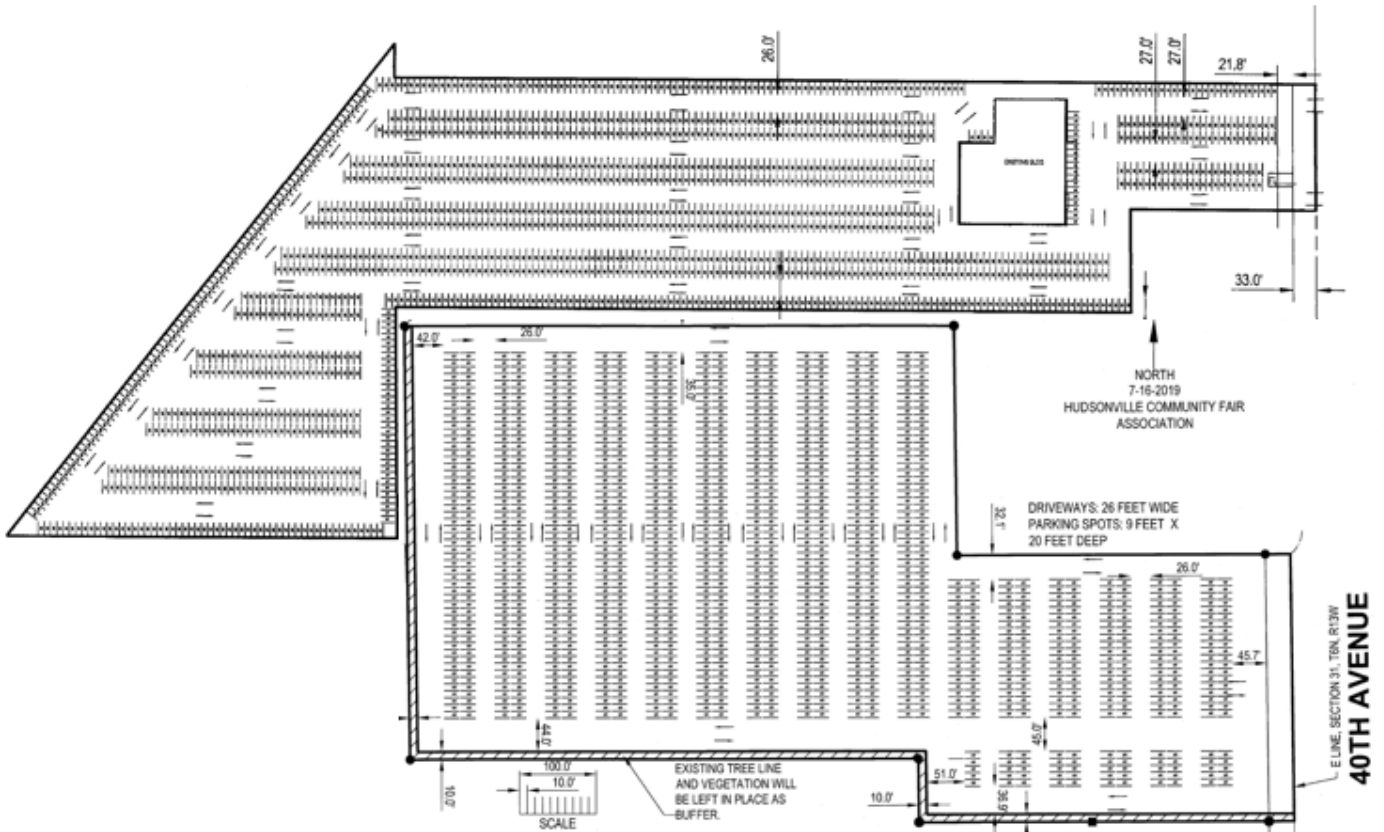 26.0'
27.0'
27.0'
21.8'
33.0'
NORTH
7-16-2019
HUDSONVILLE COMMUNITY FAIR
ASSOCIATION
42.0'
26.0'
35.0'
32.1'
DRIVEWAYS: 26 FEET WIDE
PARKING SPOTS: 9 FEET X
20 FEET DEEP
26.0'
45.7'
E LINE, SECTION 31, T6N, R13W
40TH AVENUE
44.0'
45.0'
10.0'
100.0'
10.0'
SCALE
EXISTING TREE LINE
AND VEGETATION WILL
BE LEFT IN PLACE AS
BUFFER.
51.0'
10.0'
36.9'